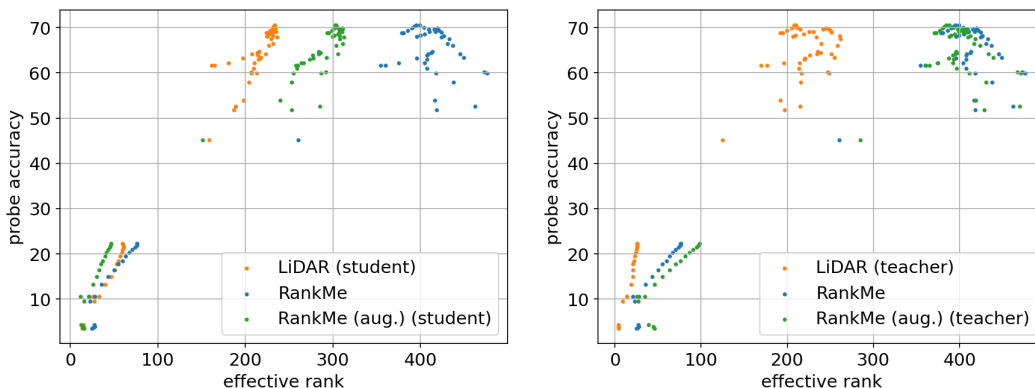 70
60
50
40
30
20
10
probe accuracy
LiDAR (student)
RankMe
RankMe (aug.) (student)
0
100
200
300
400
effective rank
70
60
50
40
30
20
10
probe accuracy
LiDAR (teacher)
RankMe
RankMe (aug.) (teacher)
0
100
200
300
400
effective rank